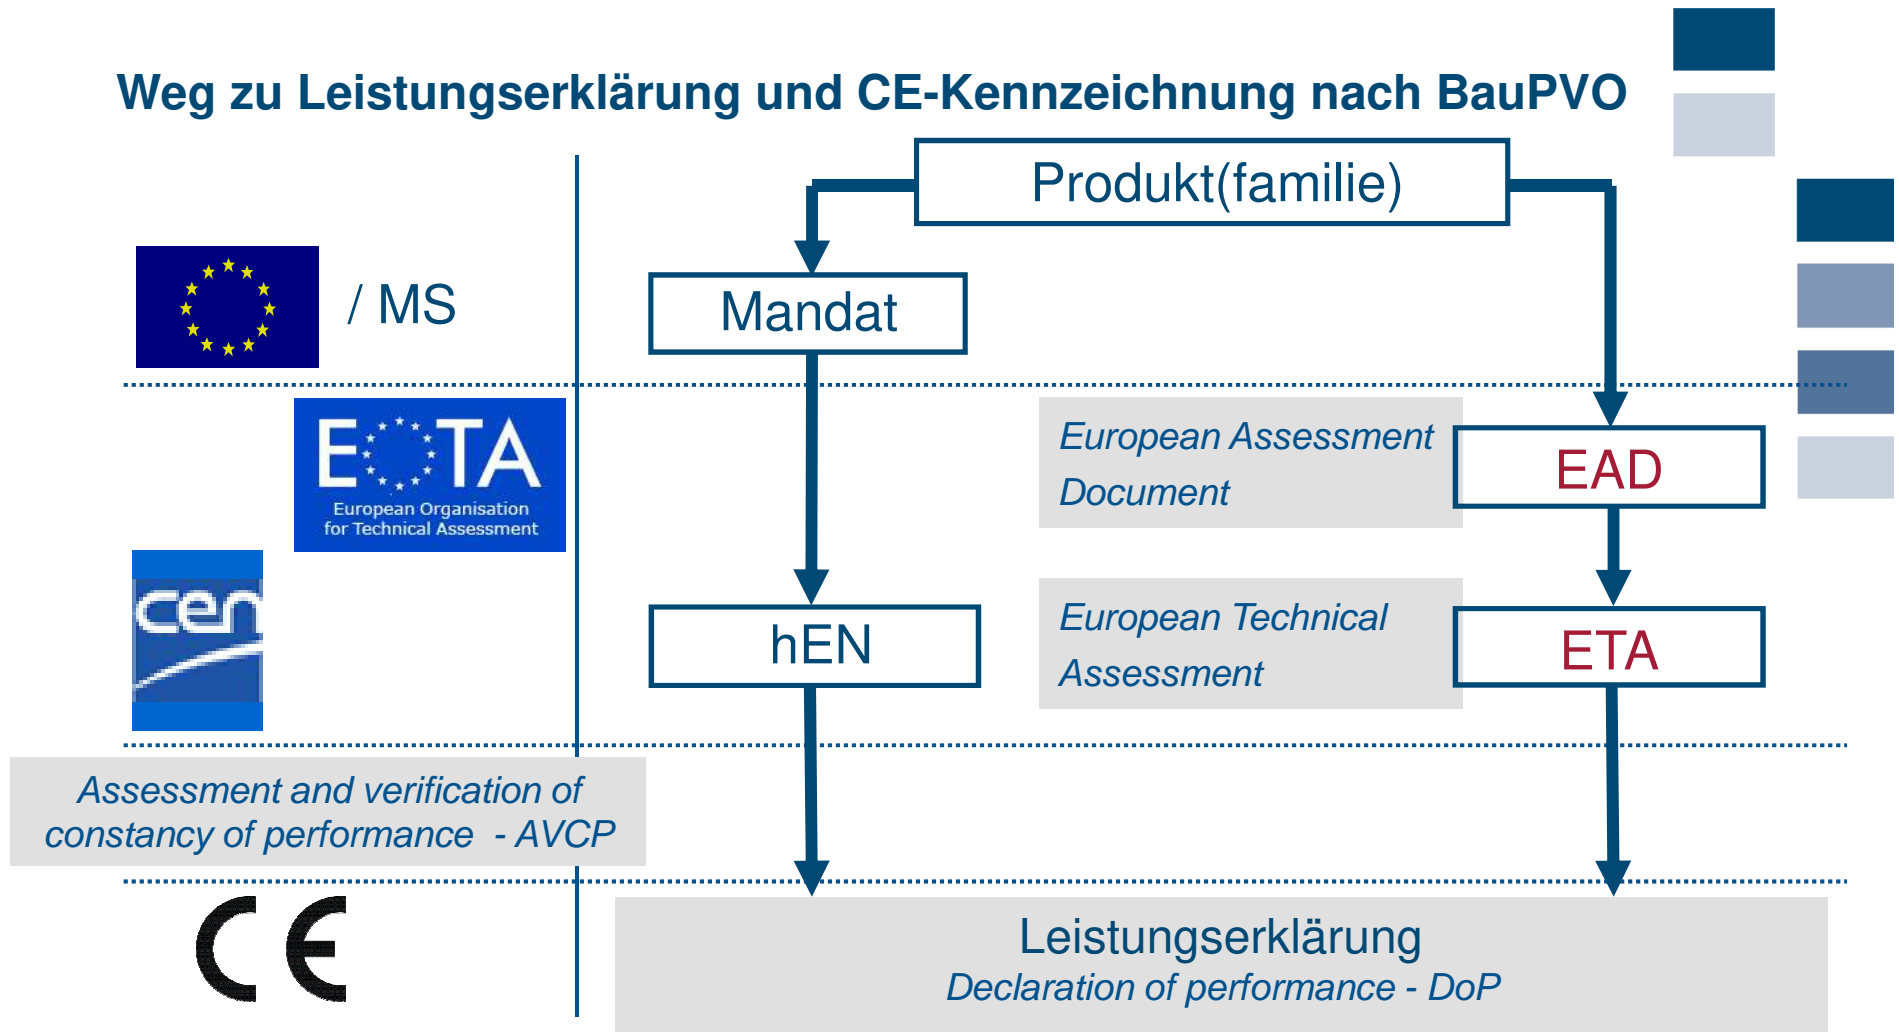 Weg zu Leistungserklärung und CE-Kennzeichnung nach BauPVO
Produkt(familie)
/ MS
Mandat
EOTA
European Organisation
for Technical Assessment
European Assessment
Document
EAD
cen
hEN
European Technical
Assessment
ETA
Assessment and verification of
constancy of performance - AVCP
CE
Leistungserklärung
Declaration of performance - DoP